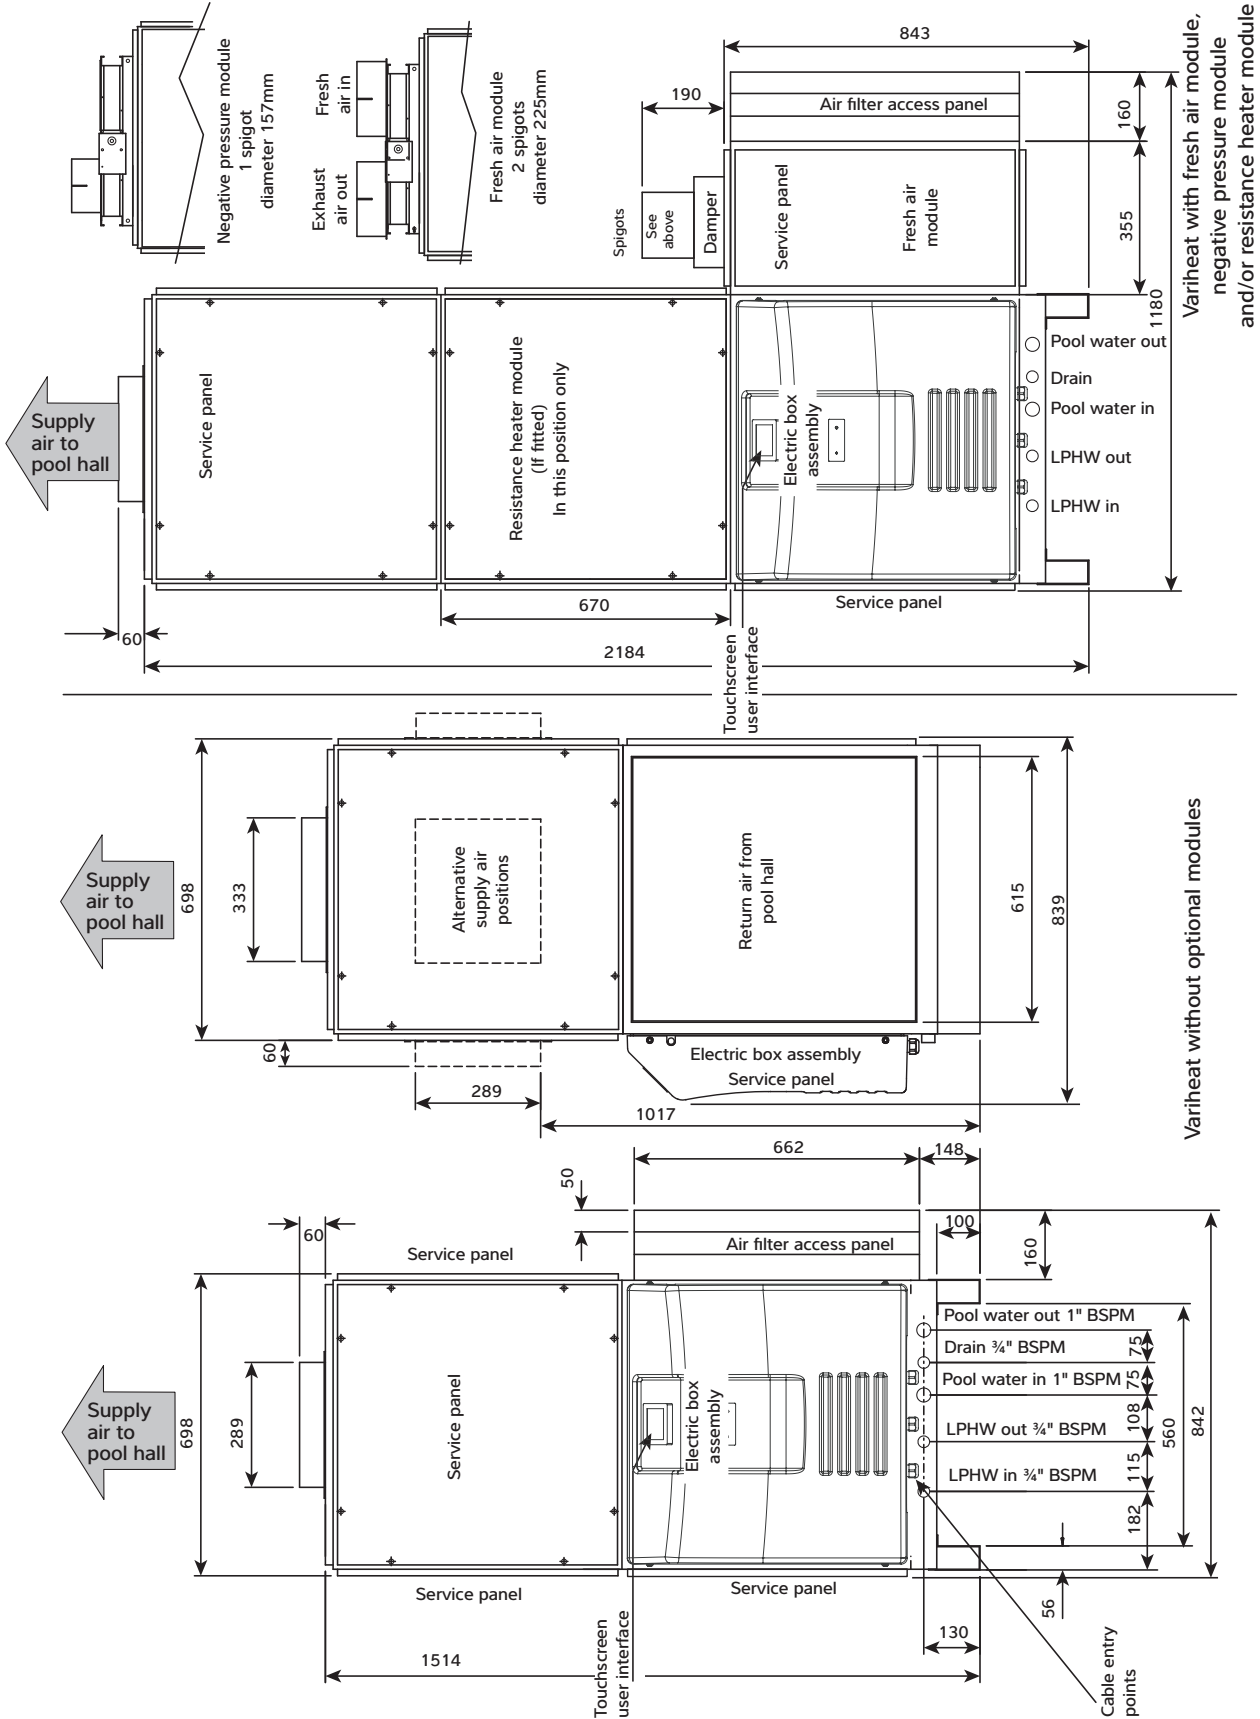 Negative pressure module
1 spigot
diameter 157mm
Exhaust
air out
Fresh
air in
Fresh air module
2 spigots
diameter 225mm
843
190
Air filter access panel
160
Spigots
See
above
Damper
Service panel
Fresh air
module
355
1180
Variheat with fresh air module,
negative pressure module
and/or resistance heater module
Supply
air to
pool hall
Service panel
Resistance heater module
(If fitted)
In this position only
Electric box
assembly
Pool water out
Drain
Pool water in
LPHW out
LPHW in
Service panel
670
60
2184
Touchscreen
user interface
Supply
air to
pool hall
698
333
Alternative
supply air
positions
Return air from
pool hall
615
839
60
Electric box assembly
Service panel
289
1017
Variheat without optional modules
662
148
50
100
160
Air filter access panel
60
Service panel
Supply
air to
pool hall
698
289
Service panel
Electric box
assembly
Pool water out 1" BSPM
Drain ¾" BSPM
Pool water in 1" BSPM
LPHW out ¾" BSPM
LPHW in ¾" BSPM
75
75
108
115
182
560
842
Service panel
Service panel
56
130
1514
Touchscreen
user interface
Cable entry
points